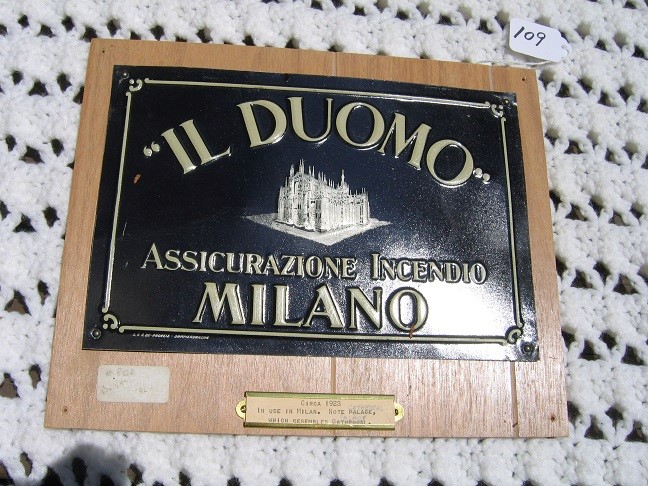 109
"IL DUOMO"
ASSICURAZIONE INCENDIO
MILANO
CIRCA 1923
IN USE IN MILAN. NOTE PALACE,
WHICH RESEMBLES CATHEDRAL.